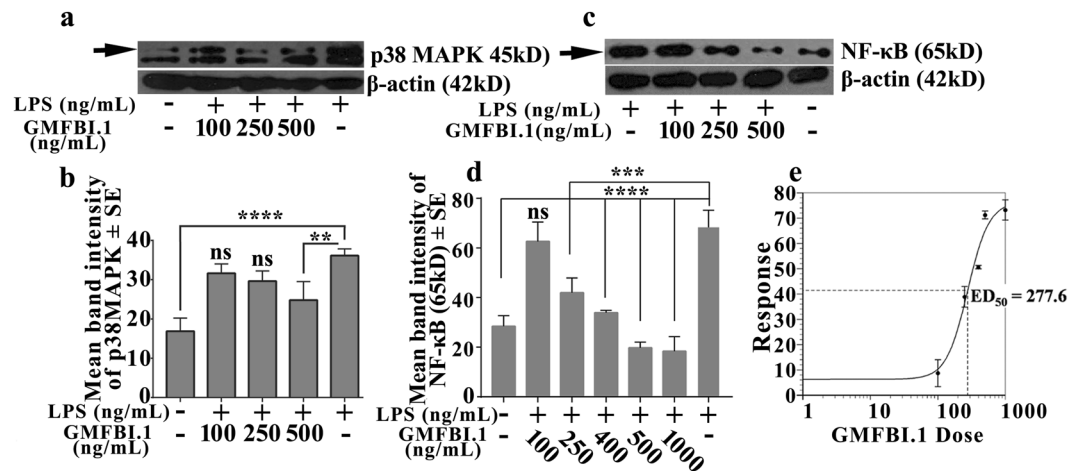 a
p38 MAPK 45kD)
β-actin (42kD)
LPS (ng/mL) - + + + +
GMFBI.1 - 100 250 500 -
(ng/mL)
c
NF-κB (65kD)
β-actin (42kD)
LPS (ng/mL) + + + + -
GMFBI.1(ng/mL) - 100 250 500 -
b
Mean band intensity
of p38MAPK ± SE
40
30
20
10
0
****
**
ns ns
LPS (ng/mL) - + + + +
GMFBI.1 - 100 250 500 -
(ng/mL)
d
Mean band intensity of
NF-κB (65kD) ± SE
80
60
40
20
0
***
****
ns
LPS (ng/mL) - + + + + + +
GMFBI.1 - 100 250 400 500 1000 -
(ng/mL)
e
Response
80
70
60
50
40
30
20
10
0
ED50 = 277.6
1 10 100 1000
GMFBI.1 Dose